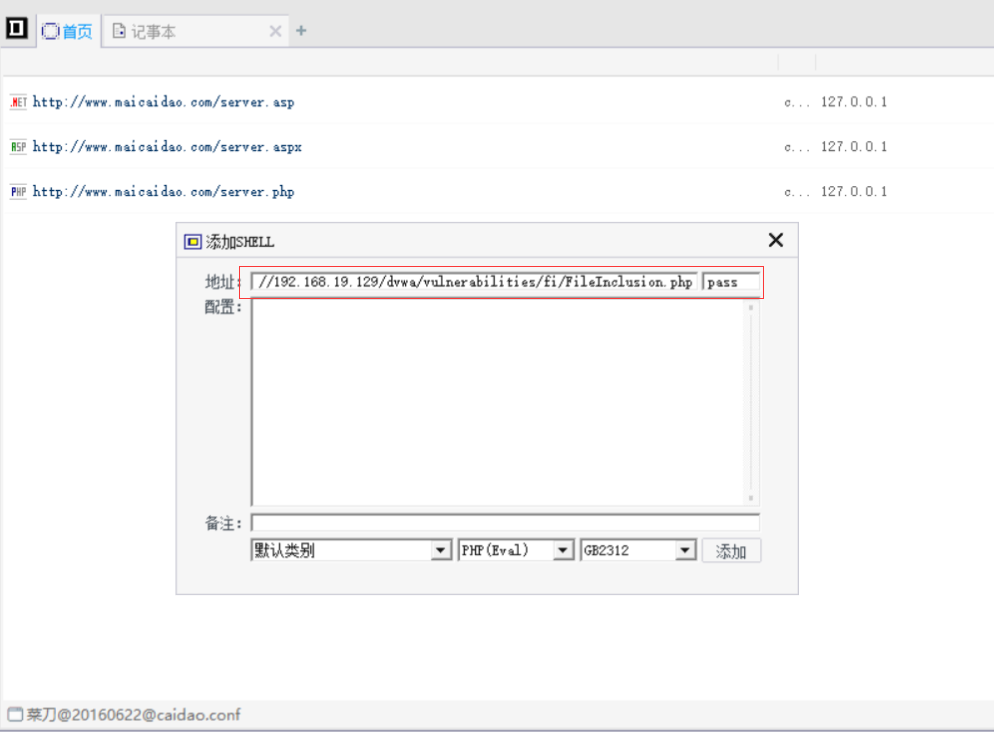 首页 记事本
.NET http://www.maicaidao.com/server.asp c... 127.0.0.1
ASP http://www.maicaidao.com/server.aspx c... 127.0.0.1
PHP http://www.maicaidao.com/server.php c... 127.0.0.1
添加SHELL
地址: //192.168.19.129/dvwa/vulnerabilities/fi/FileInclusion.php pass
配置:
备注:
默认类别 PHP(Eval) GB2312 添加
菜刀@20160622@caidao.conf